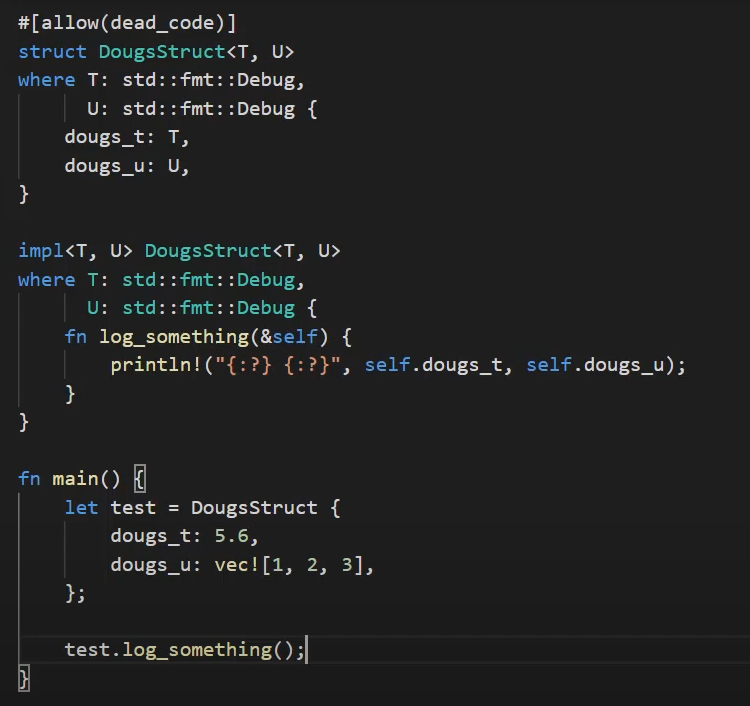 #[allow(dead_code)]
struct DougsStruct<T, U>
where T: std::fmt::Debug,
      U: std::fmt::Debug {
    dougs_t: T,
    dougs_u: U,
}

impl<T, U> DougsStruct<T, U>
where T: std::fmt::Debug,
      U: std::fmt::Debug {
    fn log_something(&self) {
        println!("{:?} {:?}", self.dougs_t, self.dougs_u);
    }
}

fn main() {
    let test = DougsStruct {
        dougs_t: 5.6,
        dougs_u: vec![1, 2, 3],
    };

    test.log_something();
}